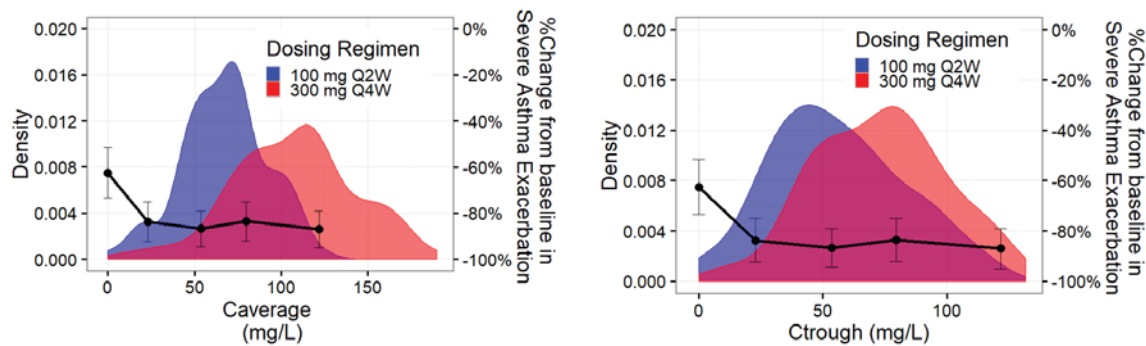 0.020
0.016
0.012
0.008
0.004
0.000
Density
Dosing Regimen
100 mg Q2W
300 mg Q4W
0%
-20%
-40%
-60%
-80%
-100%
%Change from baseline in
Severe Asthma Exacerbation
0
50
100
150
Caverage
(mg/L)
0.020
0.016
0.012
0.008
0.004
0.000
Density
Dosing Regimen
100 mg Q2W
300 mg Q4W
0%
-20%
-40%
-60%
-80%
-100%
%Change from baseline in
Severe Asthma Exacerbation
0
50
100
Ctrough (mg/L)